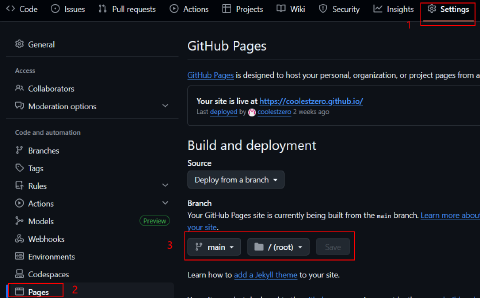 Code
Issues
Pull requests
Actions
Projects
Wiki
Security
Insights
Settings
1
General
Access
Collaborators
Moderation options
Code and automation
Branches
Tags
Rules
Actions
Models
Preview
Webhooks
Environments
Codespaces
Pages
2
GitHub Pages
GitHub Pages is designed to host your personal, organization, or project pages from a
Your site is live at https://coolestzero.github.io/
Last deployed by coolestzero 2 weeks ago
Build and deployment
Source
Deploy from a branch
Branch
Your GitHub Pages site is currently being built from the main branch. Learn more about
your site.
3
main
/ (root)
Save
Learn how to add a Jekyll theme to your site.